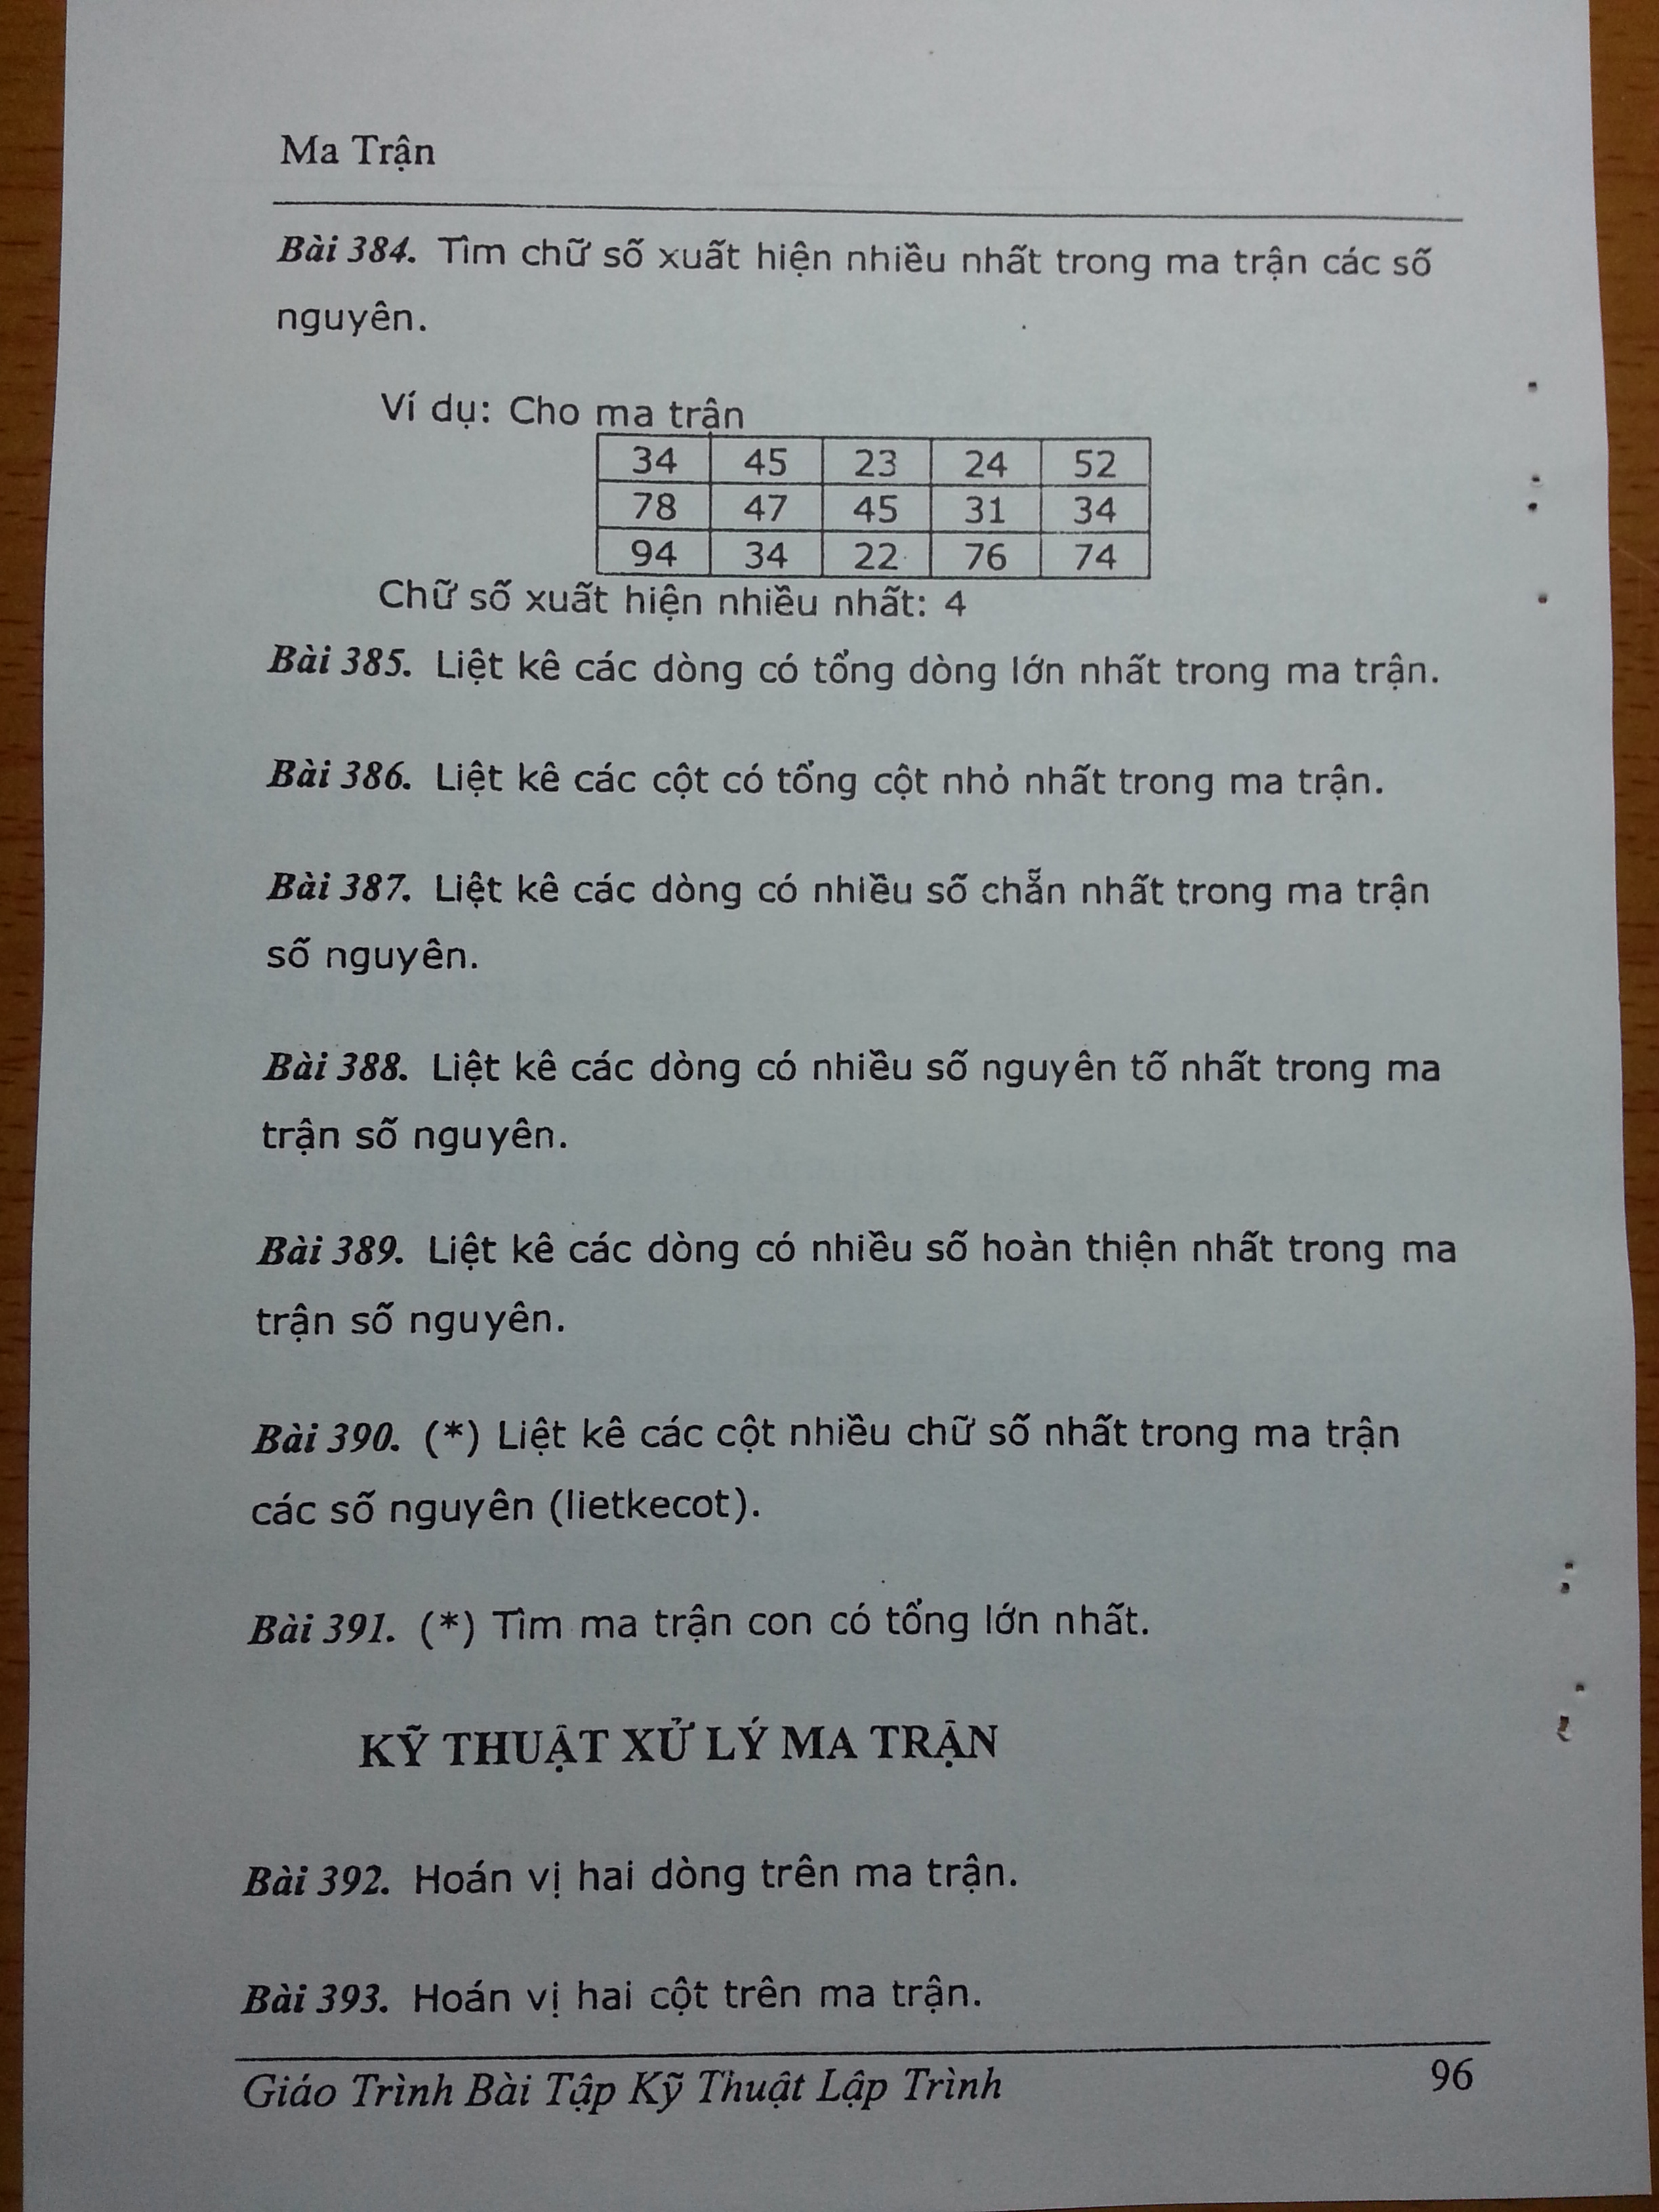 Ma Trận
Bài 384. Tìm chữ số xuất hiện nhiều nhất trong ma trận các số
nguyên.
Ví dụ: Cho ma trận
34 45 23 24 52
78 47 45 31 34
94 34 22 76 74
Chữ số xuất hiện nhiều nhất: 4
Bài 385. Liệt kê các dòng có tổng dòng lớn nhất trong ma trận.
Bài 386. Liệt kê các cột có tổng cột nhỏ nhất trong ma trận.
Bài 387. Liệt kê các dòng có nhiều số chẵn nhất trong ma trận
số nguyên.
Bài 388. Liệt kê các dòng có nhiều số nguyên tố nhất trong ma
trận số nguyên.
Bài 389. Liệt kê các dòng có nhiều số hoàn thiện nhất trong ma
trận số nguyên.
Bài 390. (*) Liệt kê các cột nhiều chữ số nhất trong ma trận
các số nguyên (lietkecot).
Bài 391. (*) Tìm ma trận con có tổng lớn nhất.
KỸ THUẬT XỬ LÝ MA TRẬN
Bài 392. Hoán vị hai dòng trên ma trận.
Bài 393. Hoán vị hai cột trên ma trận.
Giáo Trình Bài Tập Kỹ Thuật Lập Trình 96